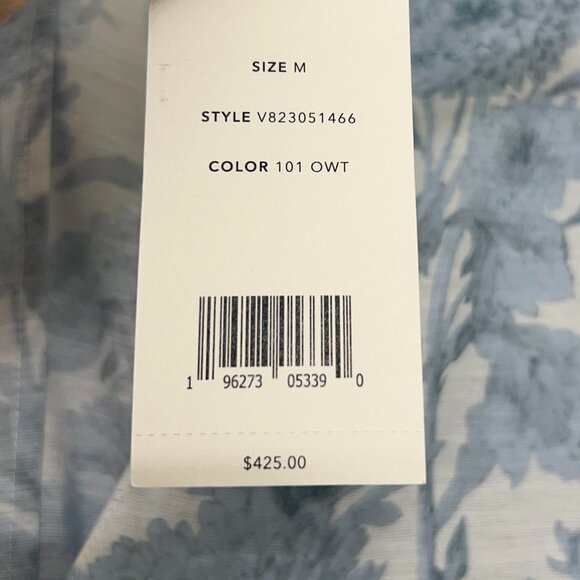 SIZE M
STYLE V823051466
COLOR 101 OWT
1 96273 05339 0
$425.00